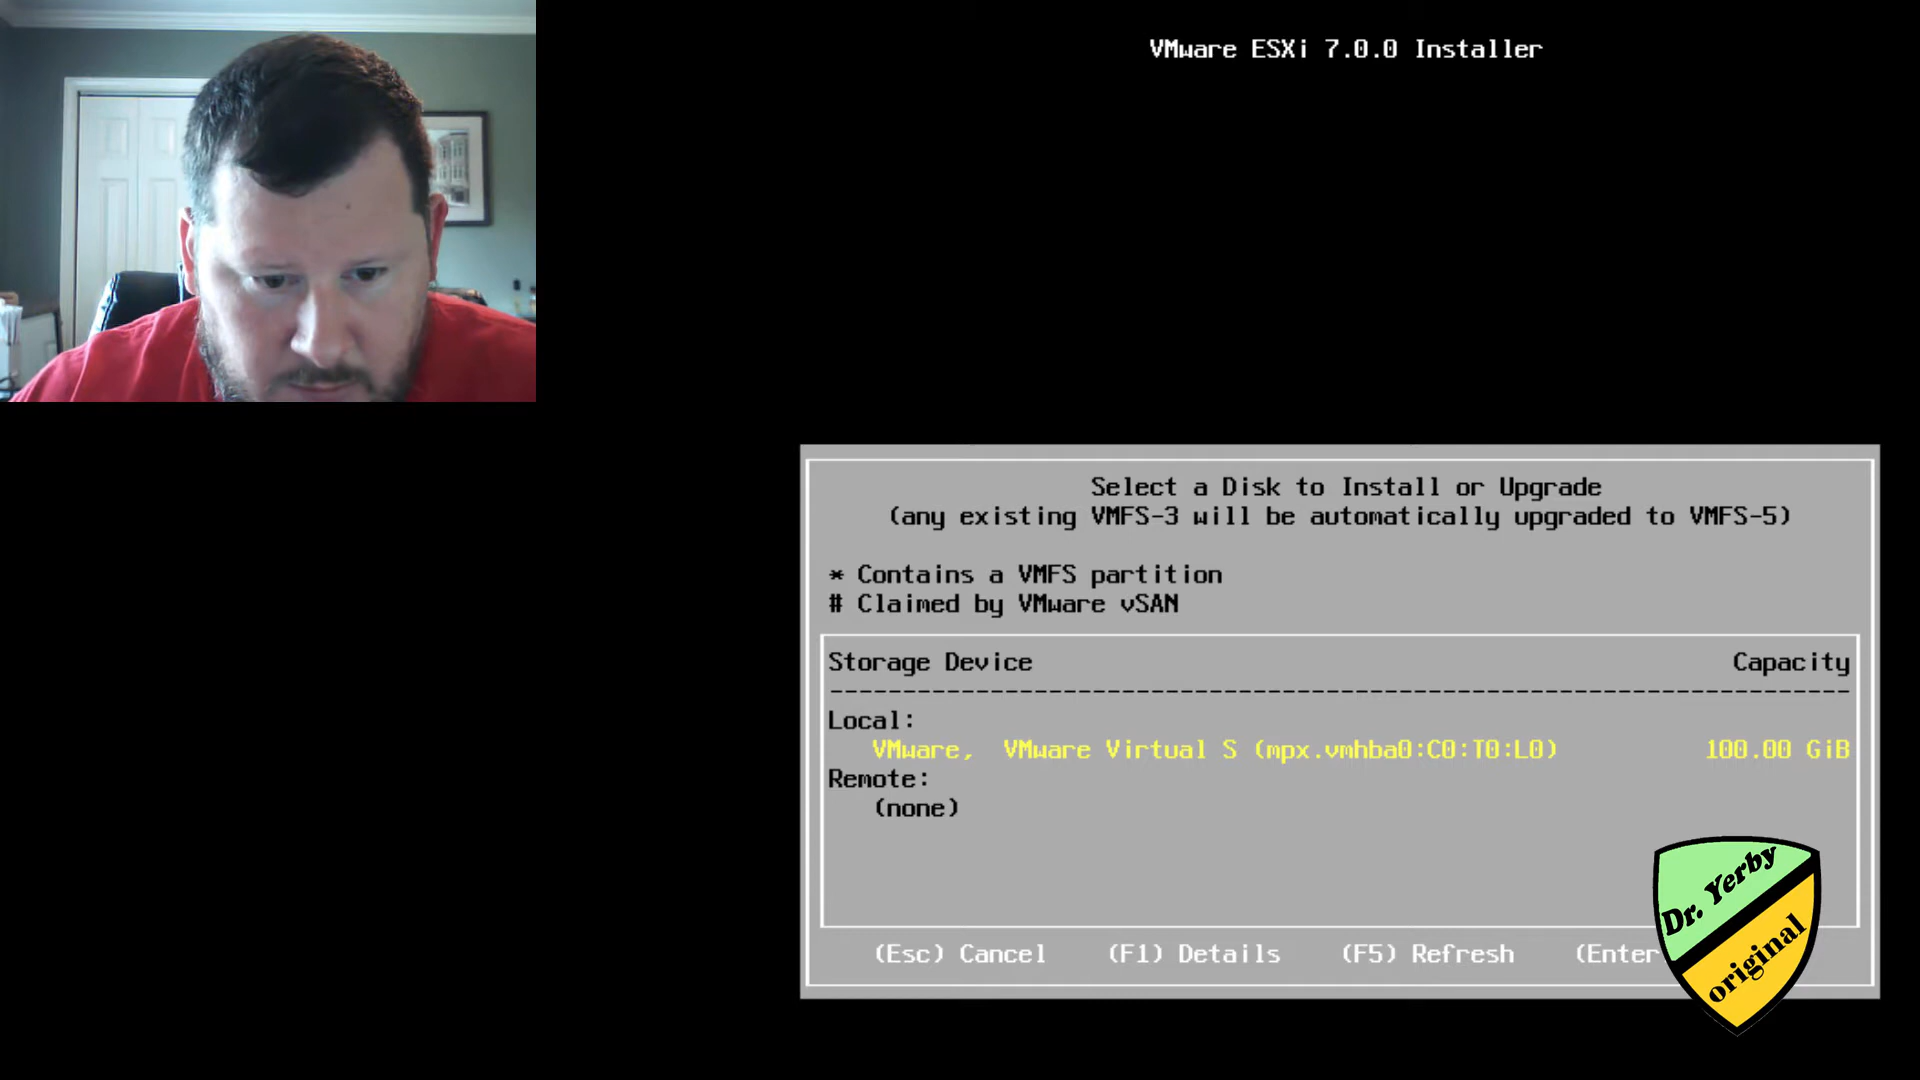 VMware ESXi 7.0.0 Installer
Select a Disk to Install or Upgrade
(any existing VMFS-3 will be automatically upgraded to VMFS-5)
* Contains a VMFS partition
# Claimed by VMware vSAN
Storage Device Capacity
--------------------------------------------------------------------------------
Local:
VMware, VMware Virtual S (mpx.vmhba0:C0:T0:L0) 100.00 GiB
Remote:
(none)
(Esc) Cancel (F1) Details (F5) Refresh (Enter
Dr. Yerby
original